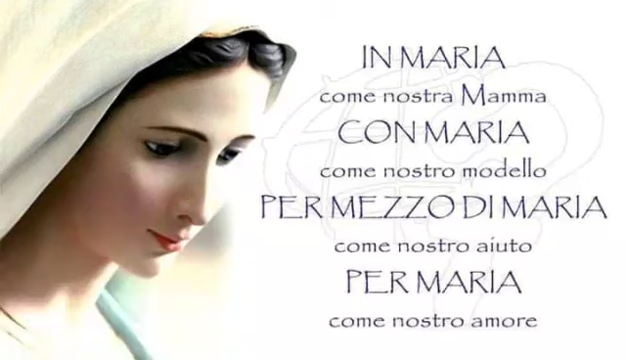 IN MARIA
come nostra Mamma
CON MARIA
come nostro modello
PER MEZZO DI MARIA
come nostro aiuto
PER MARIA
come nostro amore